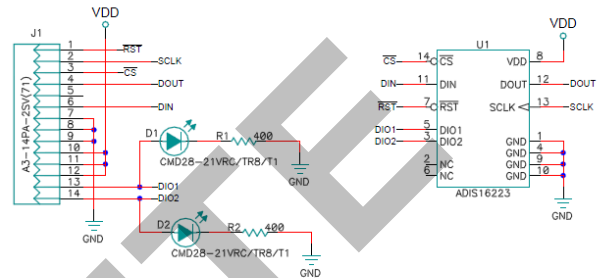 VDD
J1
A3-14PA-2SV(71)
1 RST
2 SCLK
3 CS
4 DOUT
5
6 DIN
7
8
9
10
11
12
13 DIO1
14 DIO2
GND
D1
CMD28-21VRC/TR8/T1
R1 400
GND
D2
CMD28-21VRC/TR8/T1
R2 400
GND
U1
VDD
CS 14 CS
DIN 11 DIN
RST 7 RST
DIO1 5 DIO1
DIO2 3 DIO2
2 NC
6 NC
VDD 8
DOUT 12 DOUT
SCLK 13 SCLK
GND 1
GND 4
GND 9
GND 10
ADIS16223
GND